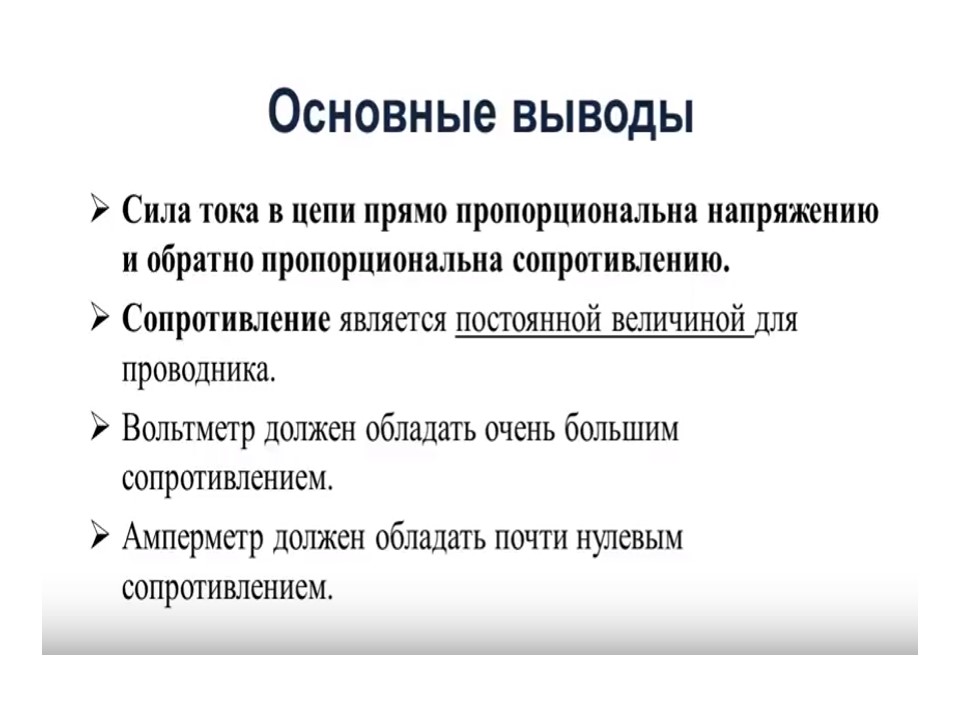 Основные выводы
➢ Сила тока в цепи прямо пропорциональна напряжению
и обратно пропорциональна сопротивлению.
➢ Сопротивление является постоянной величиной для
проводника.
➢ Вольтметр должен обладать очень большим
сопротивлением.
➢ Амперметр должен обладать почти нулевым
сопротивлением.